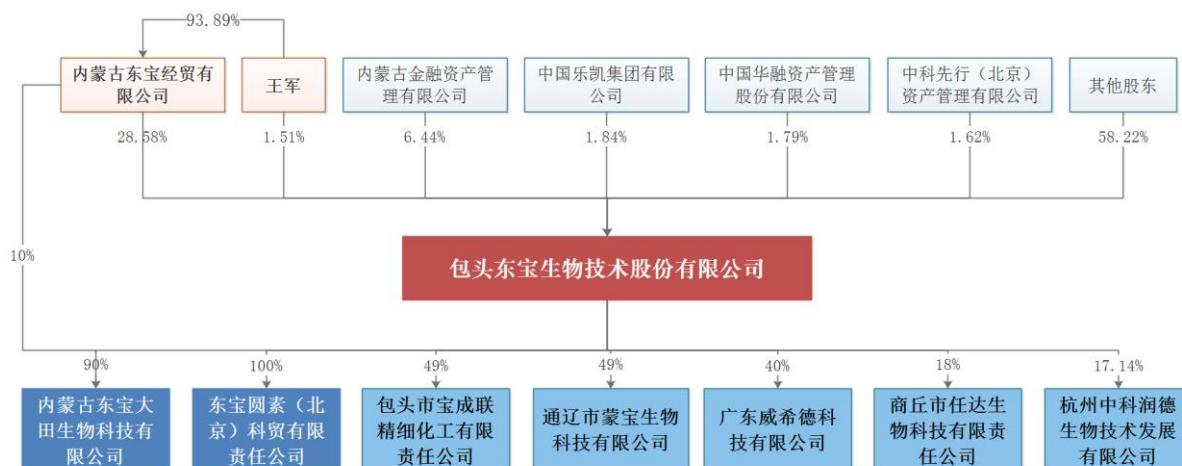 93.89%
内蒙古东宝经贸有
限公司
王军
内蒙古金融资产管
理有限公司
中国乐凯集团有限
公司
中国华融资产管理
股份有限公司
中科先行（北京）
资产管理有限公司
其他股东
28.58%
1.51%
6.44%
1.84%
1.79%
1.62%
58.22%
10%
包头东宝生物技术股份有限公司
90%
100%
49%
49%
40%
18%
17.14%
内蒙古东宝大
田生物科技有
限公司
东宝圆素（北
京）科贸有限
责任公司
包头市宝成联
精细化工有限
责任公司
通辽市蒙宝生物
科技有限公司
广东威希德科
技有限公司
商丘市任达生
物科技有限责
任公司
杭州中科润德
生物技术发展
有限公司